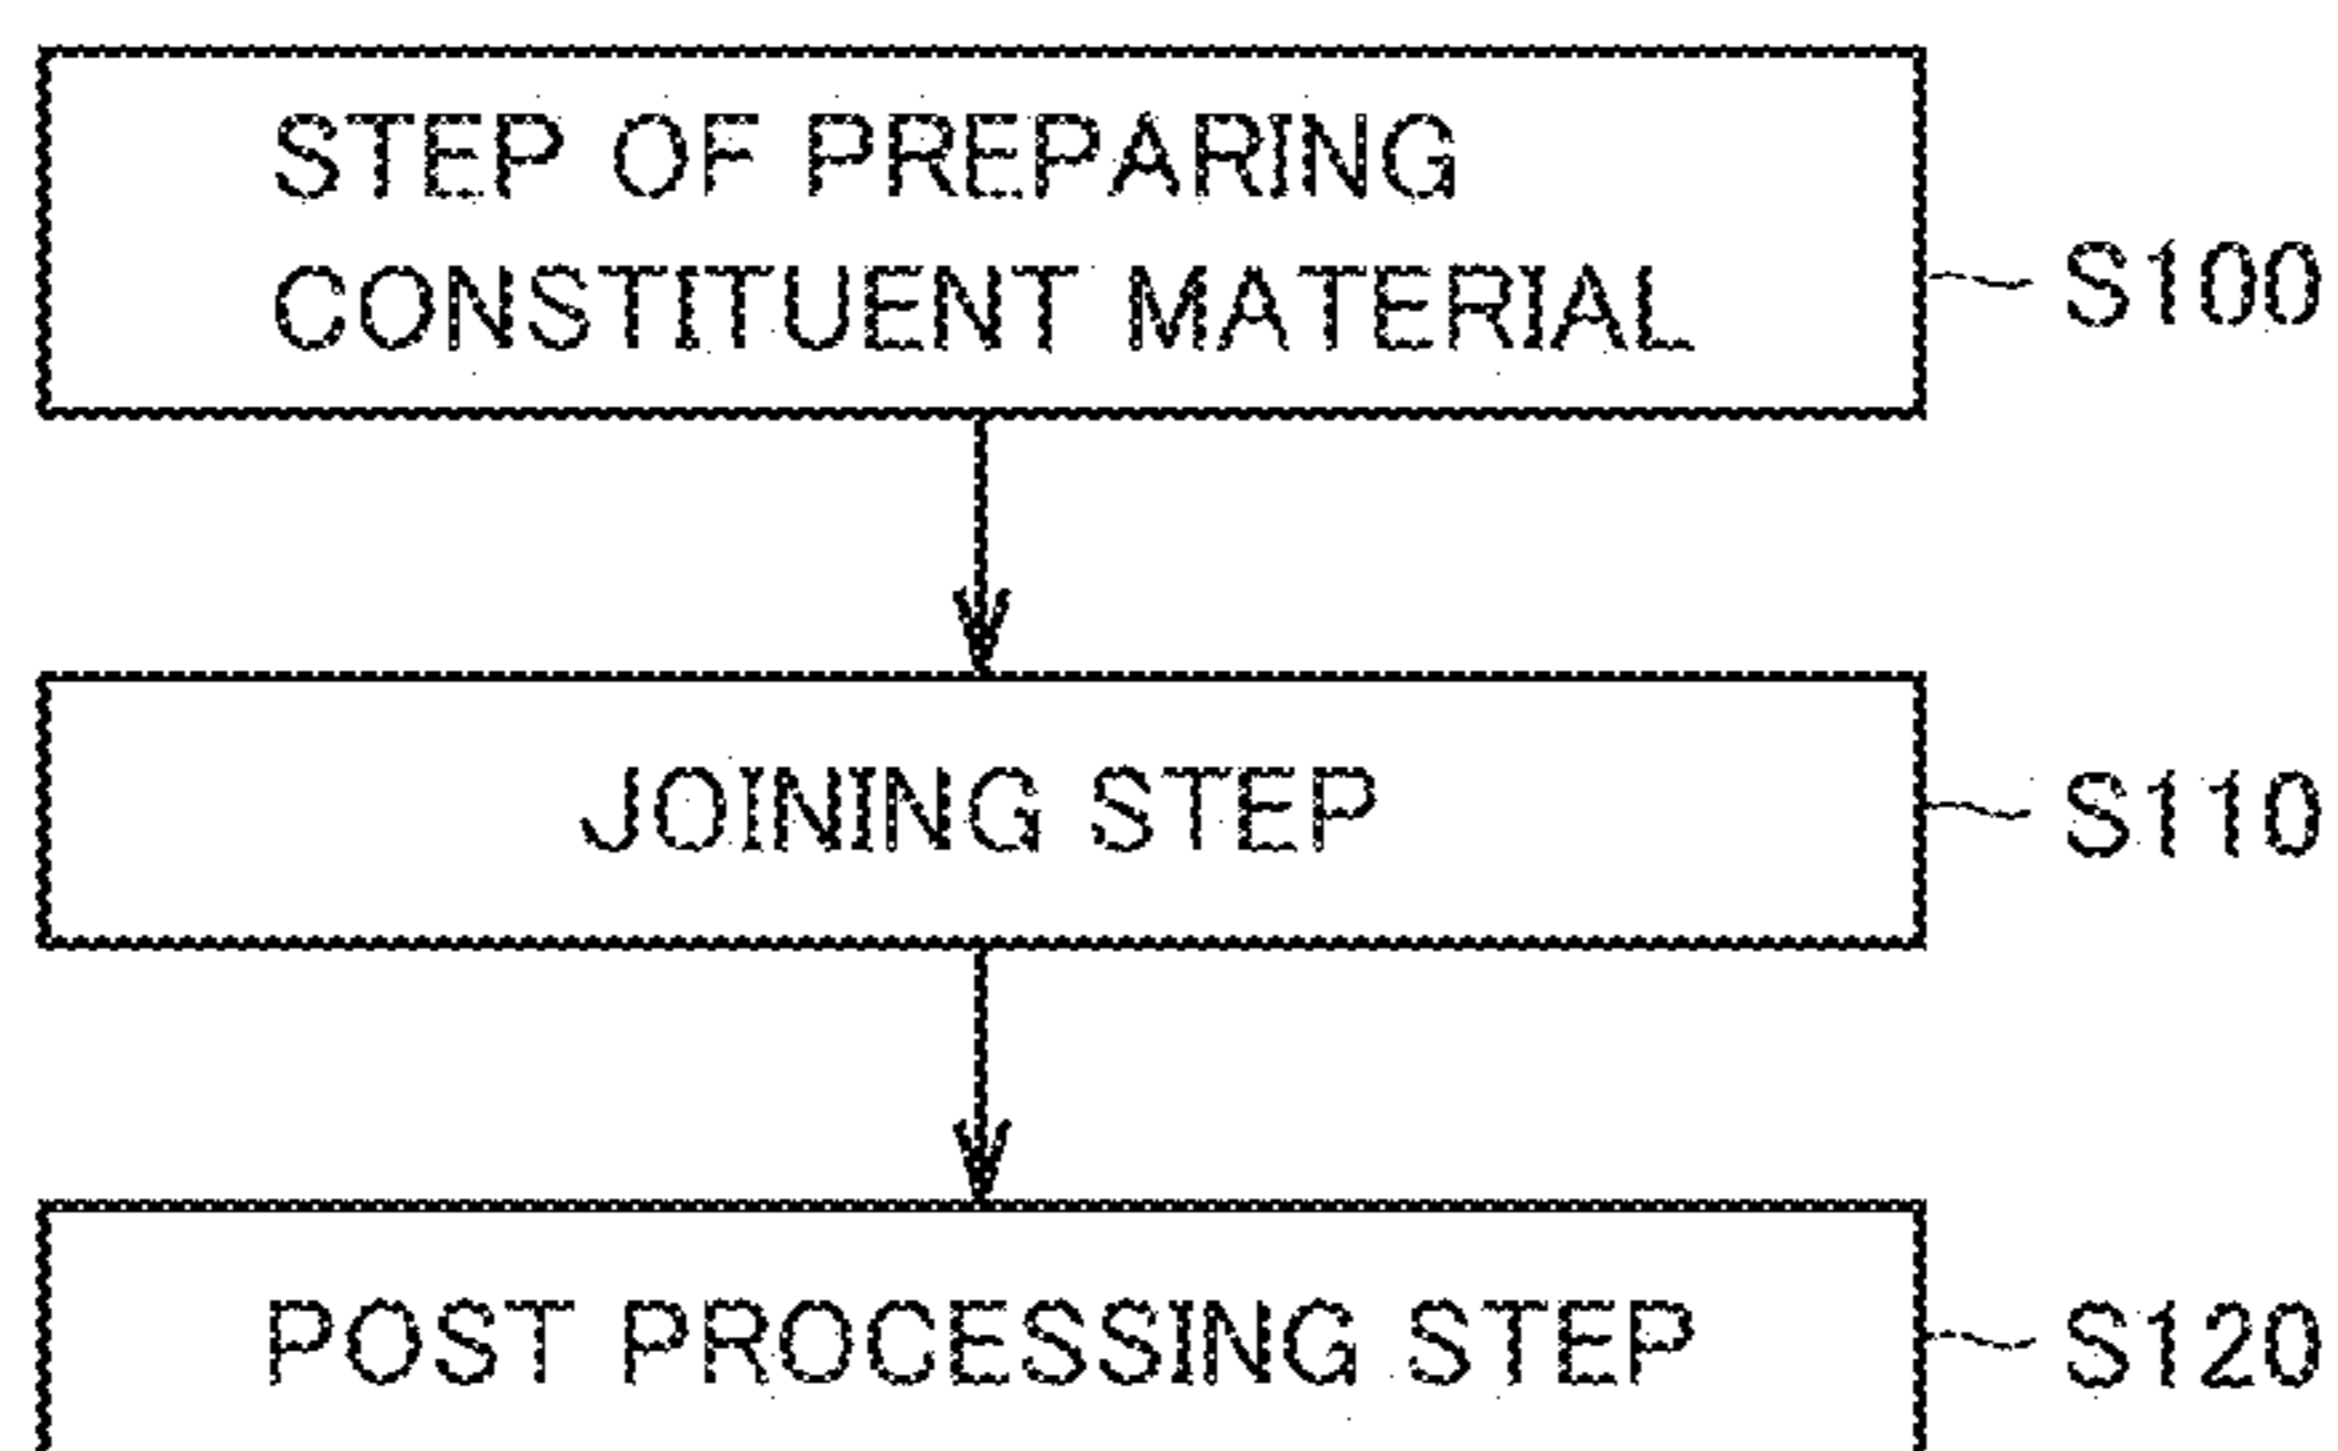 STEP OF PREPARING
CONSTITUENT MATERIAL
S100
JOINING STEP
S110
POST PROCESSING STEP
S120